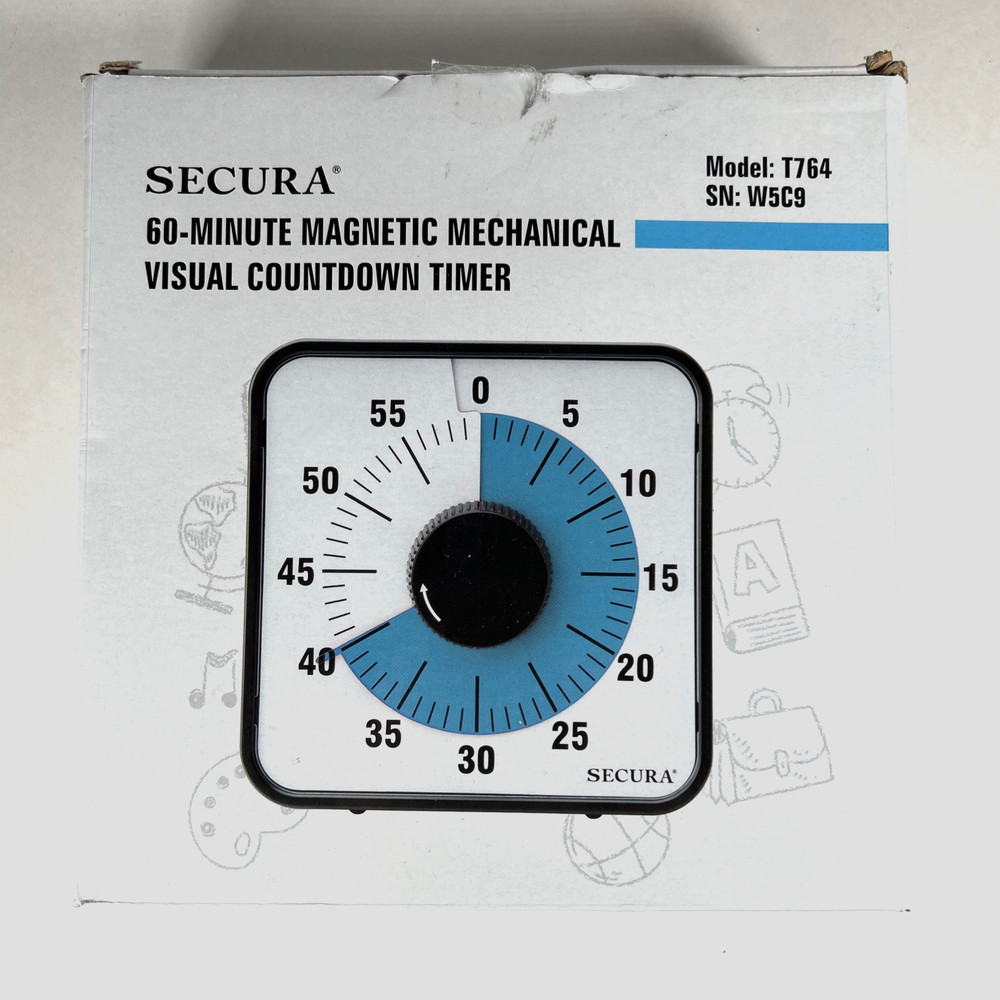 SECURA®
Model: T764
SN: W5C9
60-MINUTE MAGNETIC MECHANICAL
VISUAL COUNTDOWN TIMER
0
55
5
50
10
45
15
A
40
20
35
25
30
SECURA®